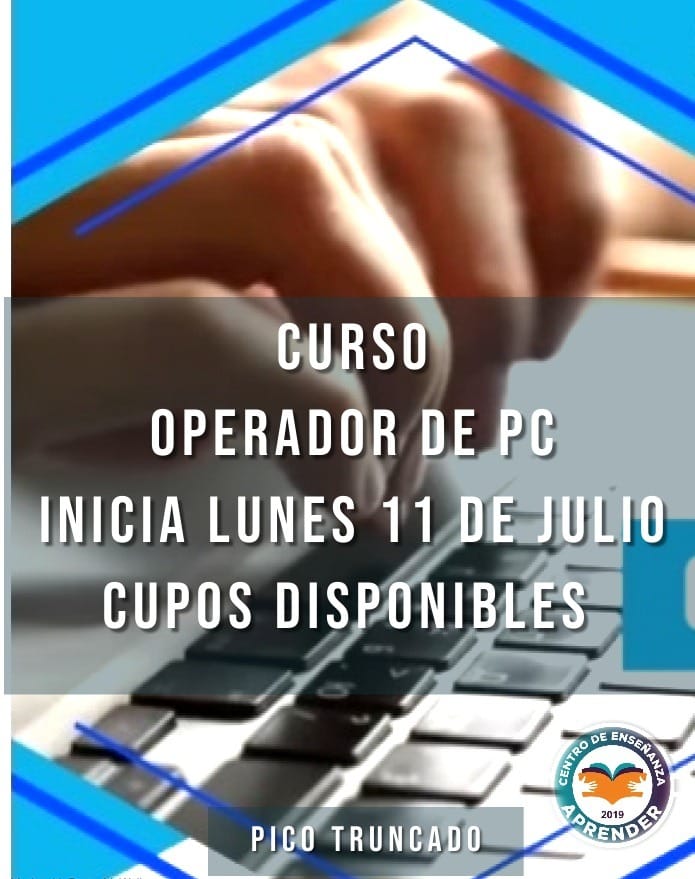 CURSO
OPERADOR DE PC
INICIA LUNES 11 DE JULIO
CUPOS DISPONIBLES
CENTRO DE ENSEÑANZA
2019
APRENDER
PICO TRUNCADO